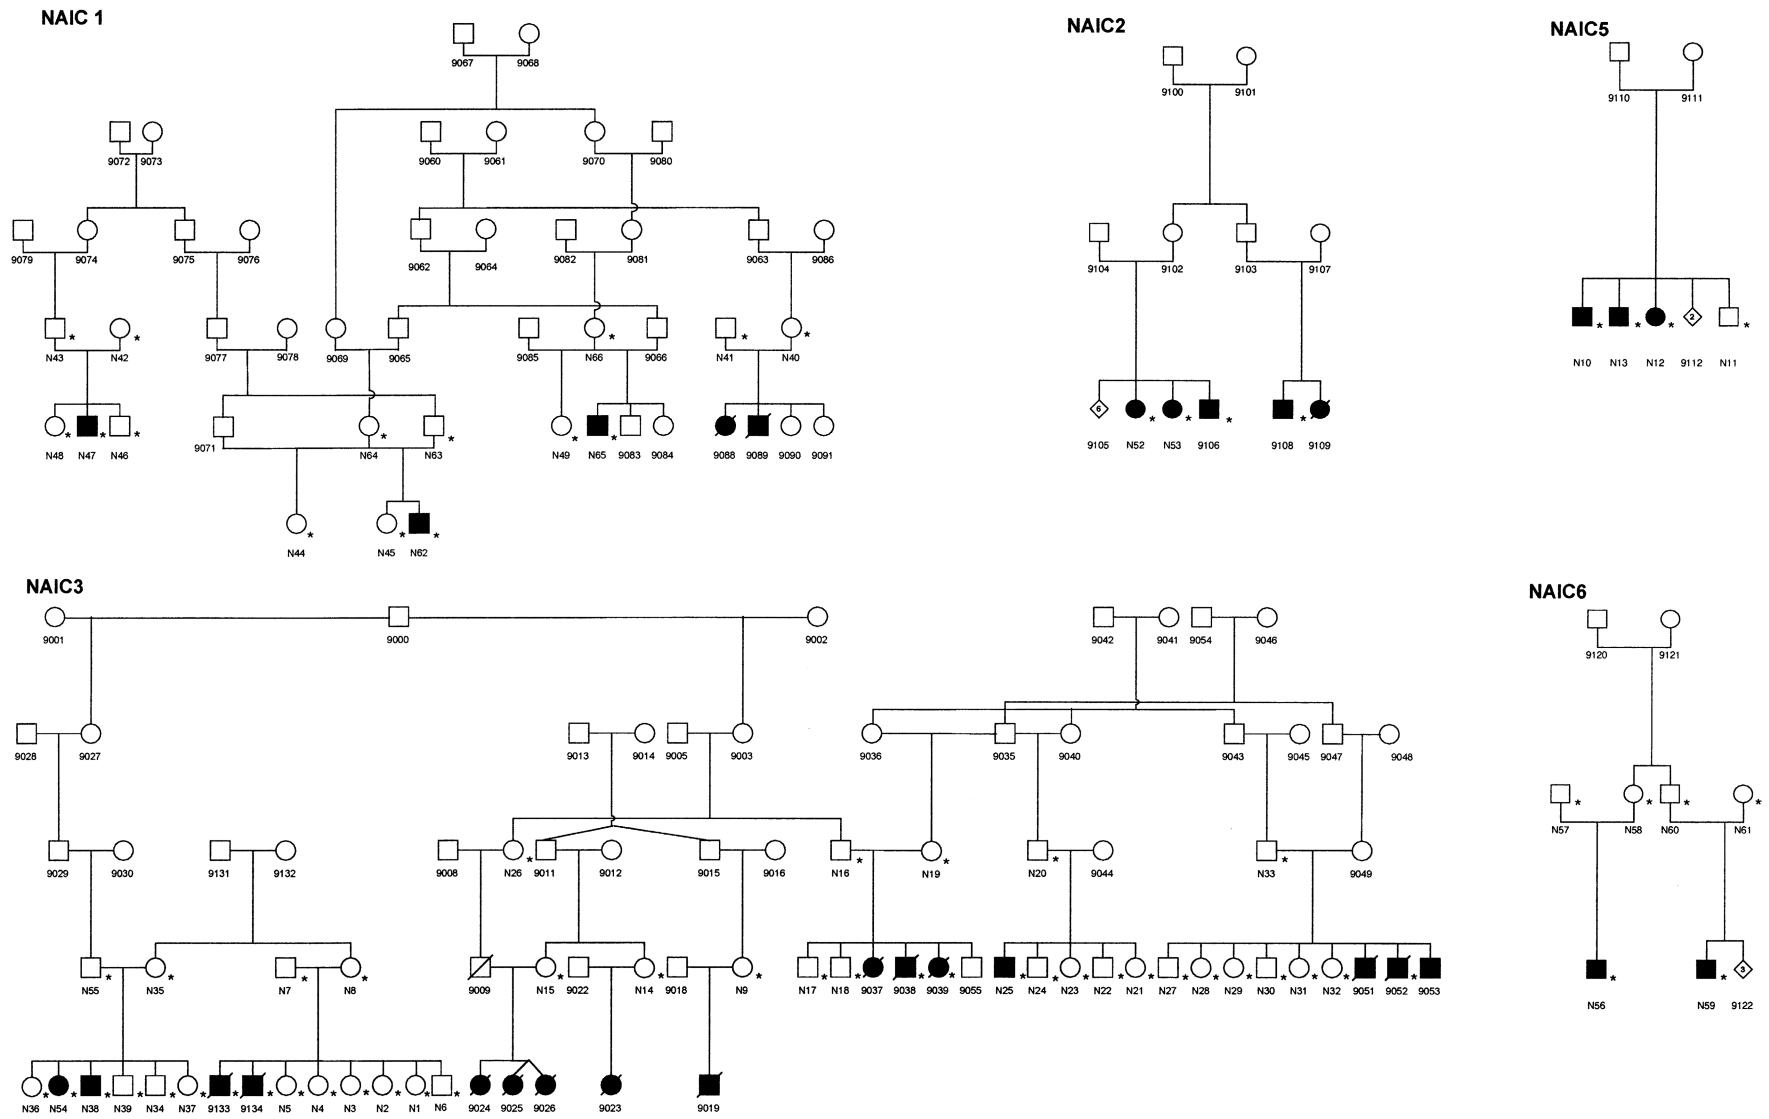 NAIC 1
NAIC2
NAIC5
9067 9068
9100 9101
9110 9111
9072 9073
9060 9061 9070 9080
9079 9074 9075 9076
9062 9064 9082 9081 9063 9086
9104 9102 9103 9107
* * * * *
N43 N42 9077 9078 9069 9065 9085 N66 9066 N41 N40
* * * 2 *
N10 N13 N12 9112 N11
6 * * * *
9105 N52 N53 9106 9108 9109
* * * * * * *
N48 N47 N46 9071 N64 N63 N49 N65 9083 9084 9088 9089 9090 9091
* * *
N44 N45 N62
NAIC3
NAIC6
9001 9000 9002 9042 9041 9054 9046
9120 9121
9028 9027 9013 9014 9005 9003 9036 9035 9040 9043 9045 9047 9048
* * * *
N57 N58 N60 N61
* * * * *
9029 9030 9131 9132 9008 N26 9011 9012 9015 9016 N16 N19 N20 9044 N33 9049
* * * * * * * * * * * * * * * * * * * * * * * *
N55 N35 N7 N8 9009 N15 9022 N14 9018 N9 N17 N18 9037 9038 9039 9055 N25 N24 N23 N22 N21 N27 N28 N29 N30 N31 N32 9051 9052 9053
* * 3
N56 N59 9122
* * * * * * * * * * * * * *
N36 N54 N38 N39 N34 N37 9133 9134 N5 N4 N3 N2 N1 N6 9024 9025 9026 9023 9019